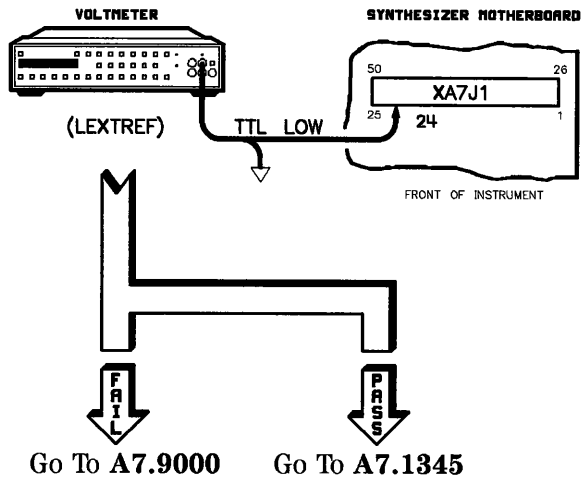 VOLTMETER
SYNTHESIZER MOTHERBOARD
50 26
XA7J1
25 24 1
(LEXTREF) TTL LOW
FRONT OF INSTRUMENT
FAIL
PASS
Go To A7.9000 Go To A7.1345